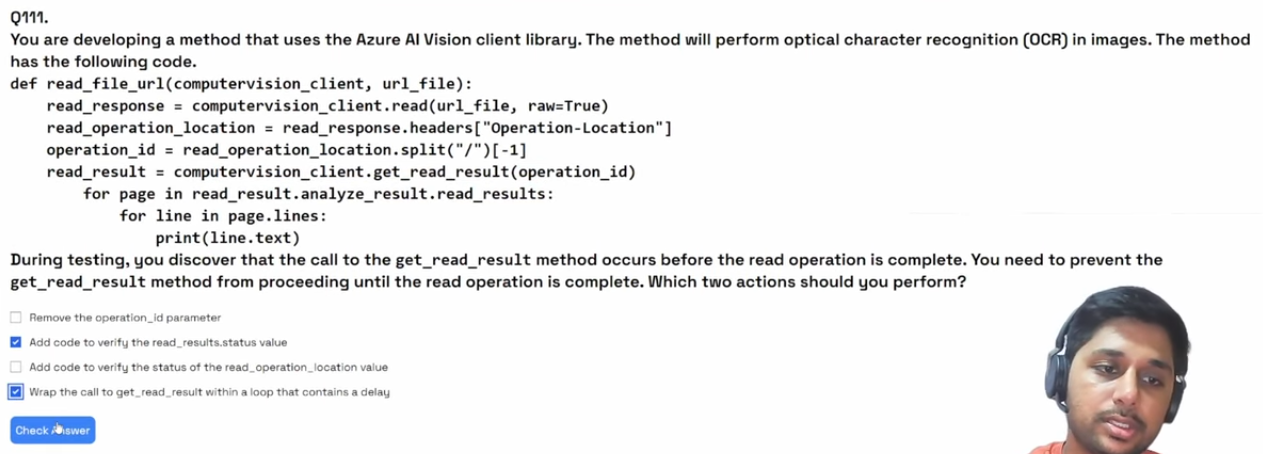 Q111.
You are developing a method that uses the Azure AI Vision client library. The method will perform optical character recognition (OCR) in images. The method
has the following code.
def read_file_url(computervision_client, url_file):
    read_response = computervision_client.read(url_file, raw=True)
    read_operation_location = read_response.headers["Operation-Location"]
    operation_id = read_operation_location.split("/")[-1]
    read_result = computervision_client.get_read_result(operation_id)
        for page in read_result.analyze_result.read_results:
            for line in page.lines:
                print(line.text)
During testing, you discover that the call to the get_read_result method occurs before the read operation is complete. You need to prevent the
get_read_result method from proceeding until the read operation is complete. Which two actions should you perform?
Remove the operation_id parameter
Add code to verify the read_results.status value
Add code to verify the status of the read_operation_location value
Wrap the call to get_read_result within a loop that contains a delay
Check Answer